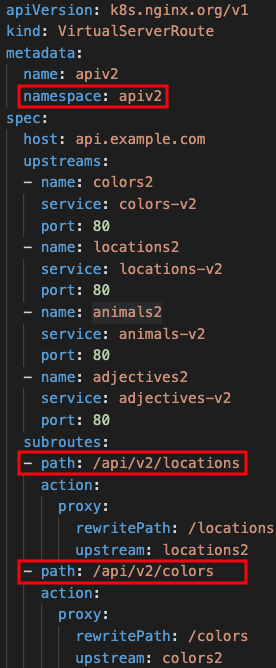 apiVersion: k8s.nginx.org/v1
kind: VirtualServerRoute
metadata:
  name: apiv2
  namespace: apiv2
spec:
  host: api.example.com
  upstreams:
  - name: colors2
    service: colors-v2
    port: 80
  - name: locations2
    service: locations-v2
    port: 80
  - name: animals2
    service: animals-v2
    port: 80
  - name: adjectives2
    service: adjectives-v2
    port: 80
  subroutes:
  - path: /api/v2/locations
    action:
      proxy:
        rewritePath: /locations
        upstream: locations2
  - path: /api/v2/colors
    action:
      proxy:
        rewritePath: /colors
        upstream: colors2